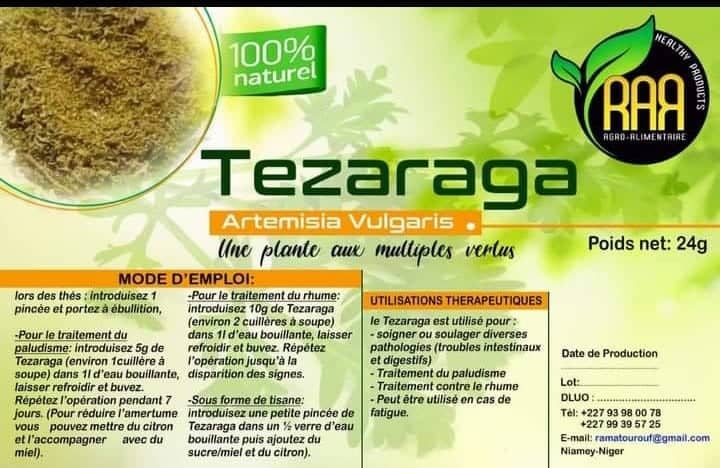 100%
naturel
HEALTHY PRODUCTS
RAA
AGRO-ALIMENTAIRE
Tezaraga
Artemisia Vulgaris .
Une plante aux multiples vertus
Poids net: 24g
MODE D'EMPLOI:
lors des thés : introduisez 1
pincée et portez à ébullition,
-Pour le traitement du
paludisme: introduisez 5g de
Tezaraga (environ 1cuillère à
soupe) dans 1l d'eau bouillante,
laisser refroidir et buvez.
Répétez l'opération pendant 7
jours. (Pour réduire l'amertume
vous pouvez mettre du citron
et l'accompagner avec du
miel).
-Pour le traitement du rhume:
introduisez 10g de Tezaraga
(environ 2 cuillères à soupe)
dans 1l d'eau bouillante, laisser
refroidir et buvez. Répétez
l'opération jusqu'à la
disparition des signes.
-Sous forme de tisane:
introduisez une petite pincée de
Tezaraga dans un ½ verre d'eau
bouillante puis ajoutez du
sucre/miel et du citron).
UTILISATIONS THERAPEUTIQUES
le Tezaraga est utilisé pour :
- soigner ou soulager diverses
pathologies (troubles intestinaux
et digestifs)
- Traitement du paludisme
- Traitement contre le rhume
- Peut être utilisé en cas de
fatigue.
Date de Production
Lot:
DLUO :
Tél: +227 93 98 00 78
+227 99 39 57 25
E-mail: ramatourouf@gmail.com
Niamey-Niger